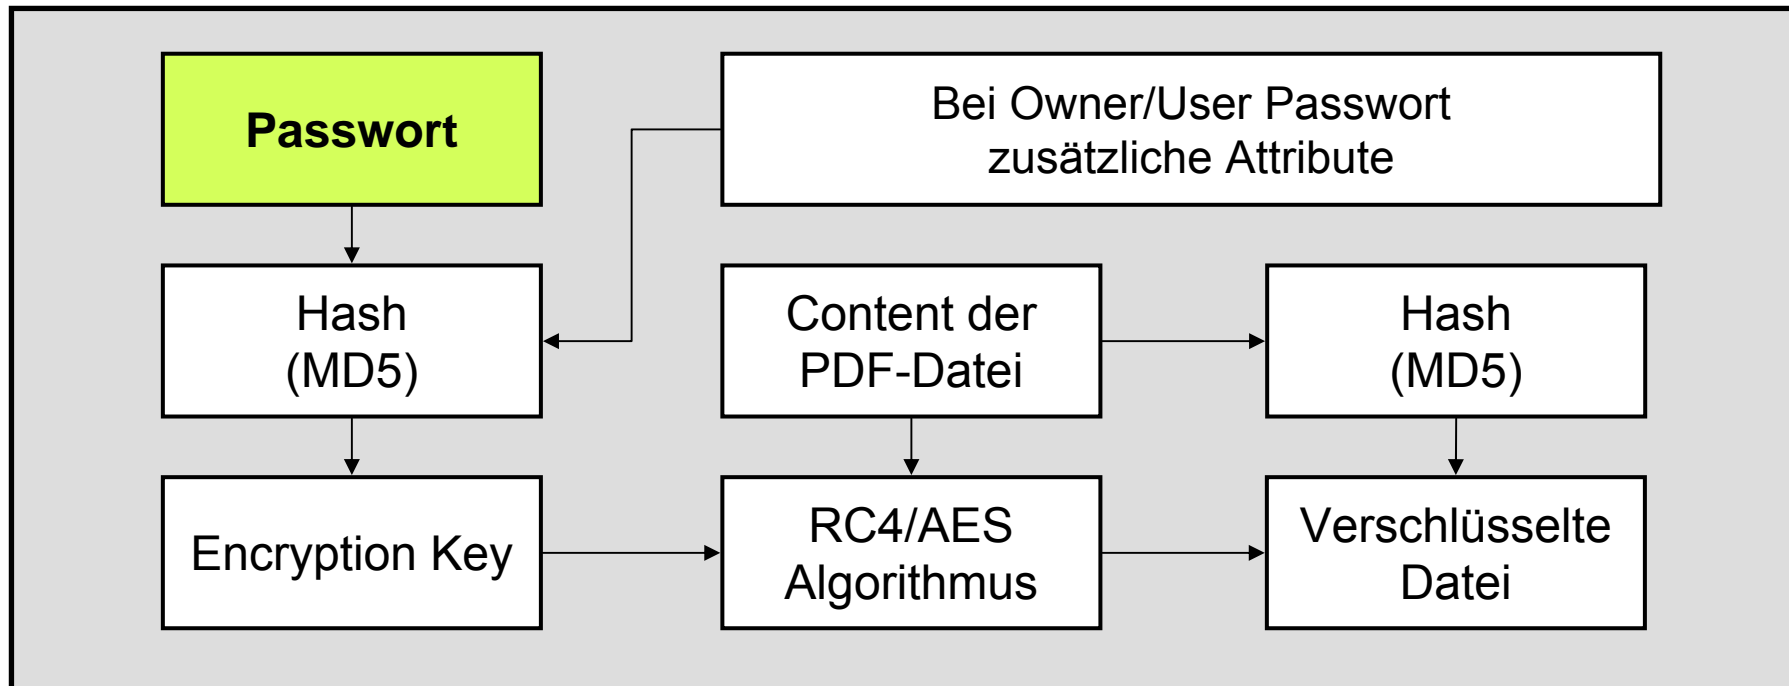 Passwort
Bei Owner/User Passwort
zusätzliche Attribute
Hash
(MD5)
Content der
PDF-Datei
Hash
(MD5)
Encryption Key
RC4/AES
Algorithmus
Verschlüsselte
Datei